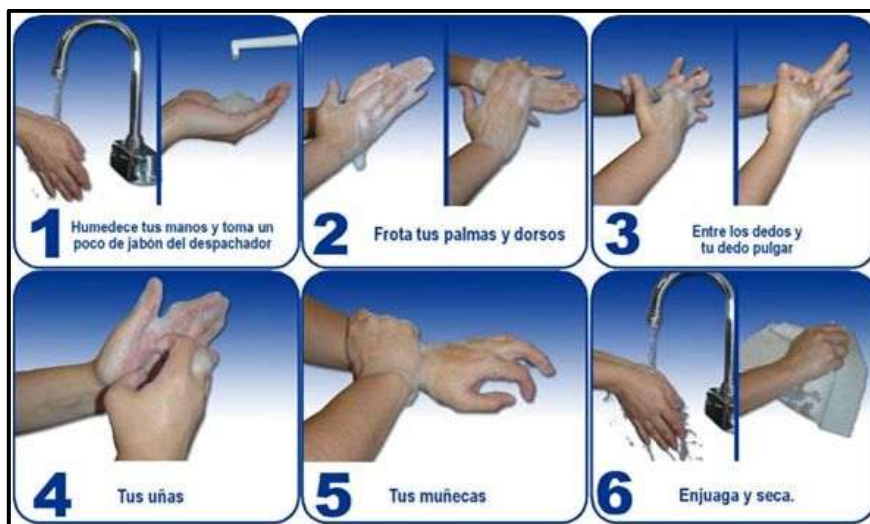 1
Humedece tus manos y toma un
poco de jabón del despachador
2
Frota tus palmas y dorsos
3
Entre los dedos y
tu dedo pulgar
4
Tus uñas
5
Tus muñecas
6
Enjuaga y seca.